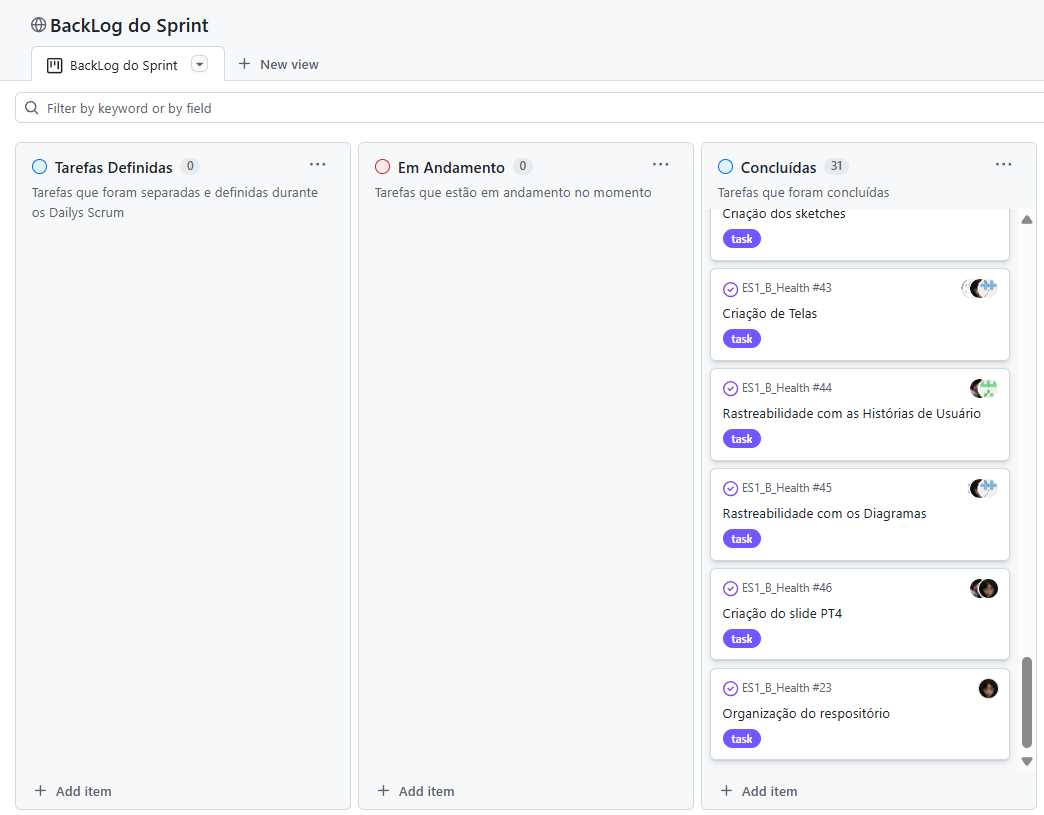 BackLog do Sprint
BackLog do Sprint
New view
Filter by keyword or by field
Tarefas Definidas 0
Tarefas que foram separadas e definidas durante
os Dailys Scrum
Add item
Em Andamento 0
Tarefas que estão em andamento no momento
Add item
Concluídas 31
Tarefas que foram concluídas
Criação dos sketches
task
ES1_B_Health #43
Criação de Telas
task
ES1_B_Health #44
Rastreabilidade com as Histórias de Usuário
task
ES1_B_Health #45
Rastreabilidade com os Diagramas
task
ES1_B_Health #46
Criação do slide PT4
task
ES1_B_Health #23
Organização do respositório
task
Add item